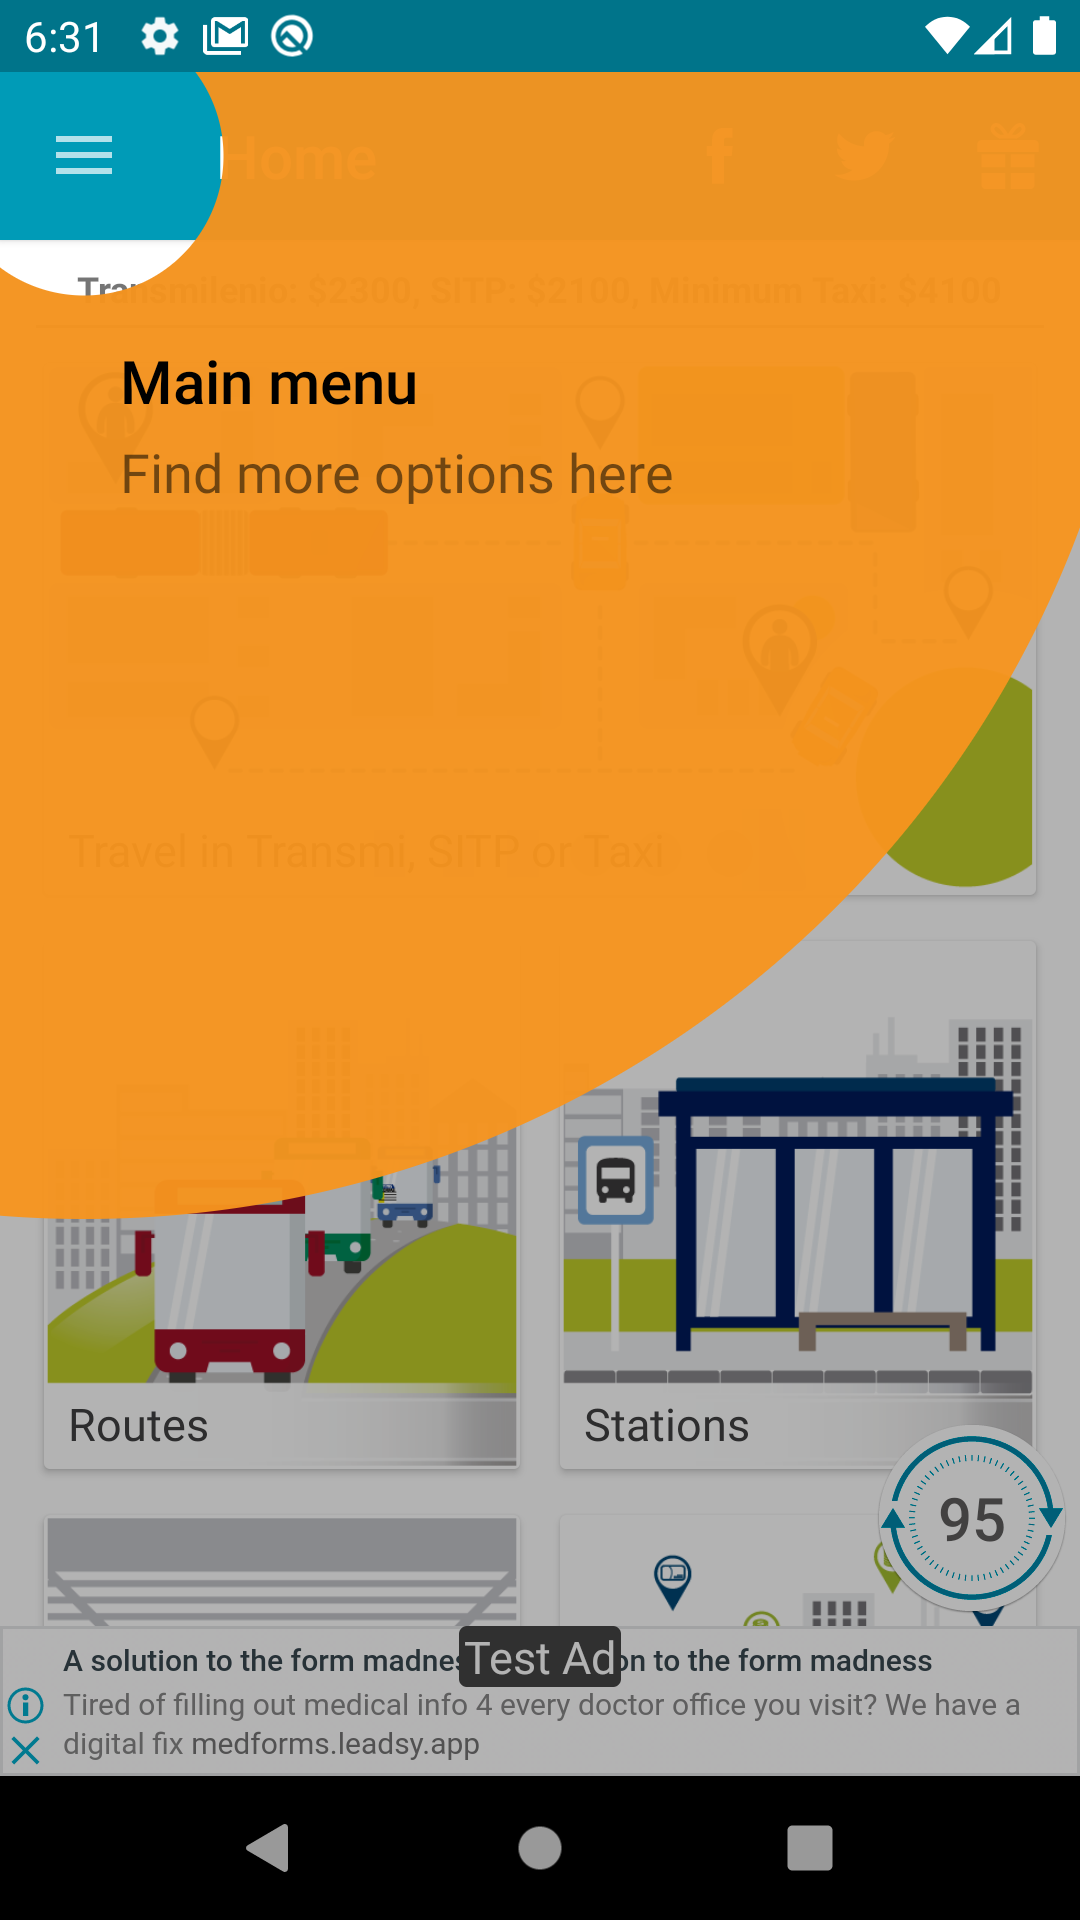 6:31
Home
Transmilenio: $2300, SITP: $2100, Minimum Taxi: $4100
Main menu
Find more options here
Travel in Transmi, SITP or Taxi
Routes
Stations
95
Test Ad
A solution to the form madnes on to the form madness
Tired of filling out medical info 4 every doctor office you visit? We have a
digital fix medforms.leadsy.app